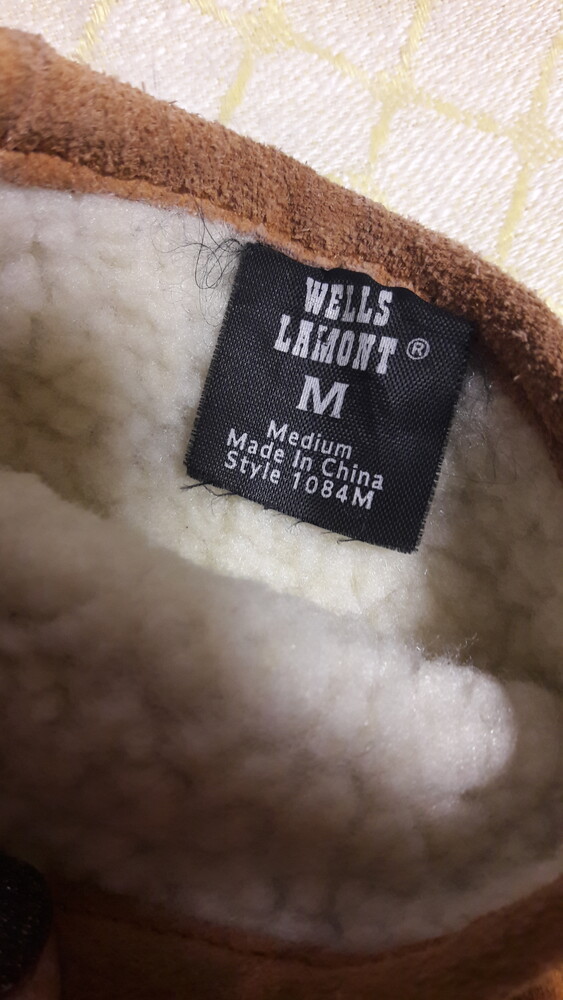 WELLS
LAMONT ®
M
Medium
Made In China
Style 1084M